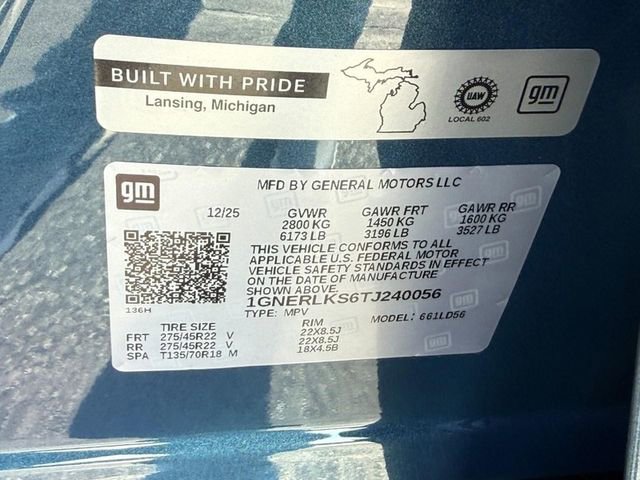 BUILT WITH PRIDE
Lansing, Michigan
UAW
LOCAL 602
gm
gm
MFD BY GENERAL MOTORS LLC
12/25 GVWR GAWR FRT GAWR RR
2800 KG 1450 KG 1600 KG
6173 LB 3196 LB 3527 LB
THIS VEHICLE CONFORMS TO ALL
APPLICABLE U.S. FEDERAL MOTOR
VEHICLE SAFETY STANDARDS IN EFFECT
ON THE DATE OF MANUFACTURE
SHOWN ABOVE.
1GNERLKS6TJ240056
TYPE: MPV MODEL: 661LD56
136H
TIRE SIZE RIM
FRT 275/45R22 V 22X8.5J
RR 275/45R22 V 22X8.5J
SPA T135/70R18 M 18X4.5B